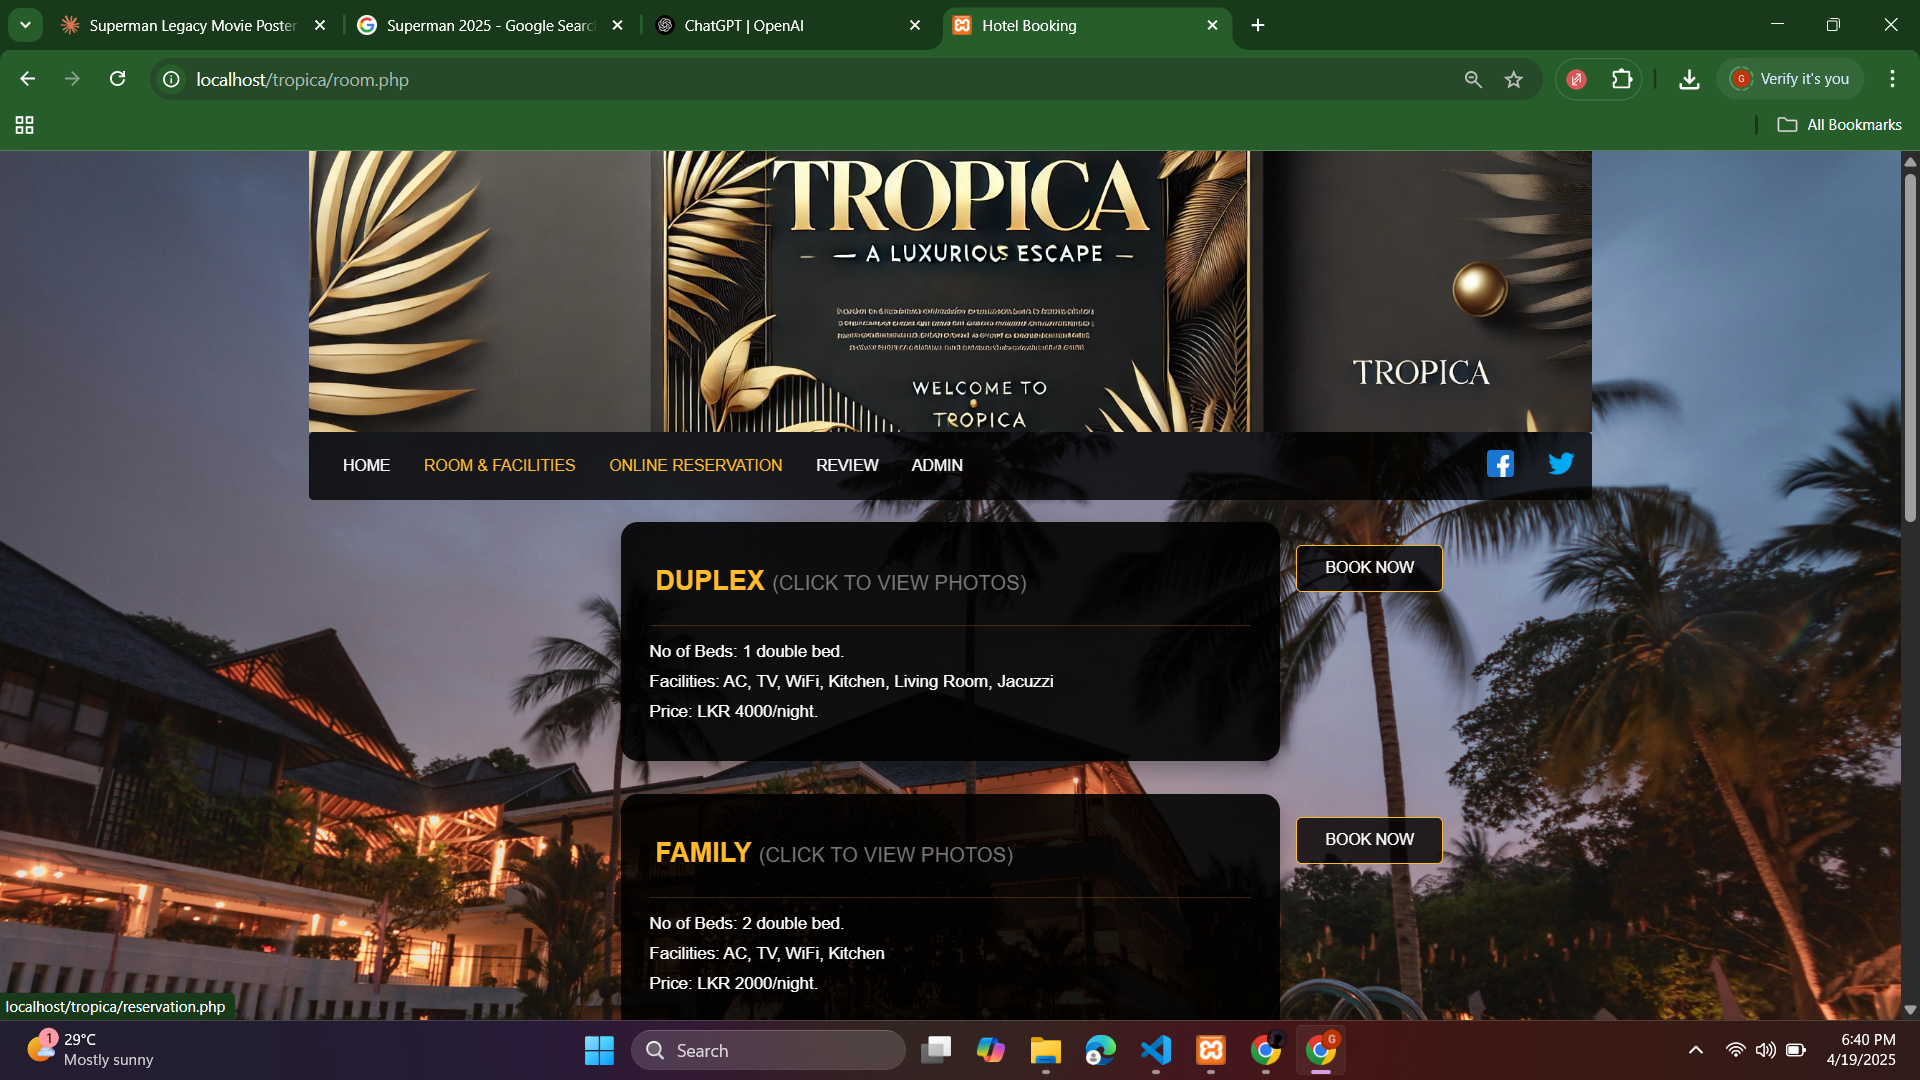 Superman Legacy Movie Poster
Superman 2025 - Google Searc
ChatGPT | OpenAI
Hotel Booking
localhost/tropica/room.php
G
Verify it's you
All Bookmarks
TROPICA
A LUXURIOUS ESCAPE
WELCOME TO
TROPICA
TROPICA
HOME
ROOM & FACILITIES
ONLINE RESERVATION
REVIEW
ADMIN
DUPLEX (CLICK TO VIEW PHOTOS)
BOOK NOW
No of Beds: 1 double bed.
Facilities: AC, TV, WiFi, Kitchen, Living Room, Jacuzzi
Price: LKR 4000/night.
FAMILY (CLICK TO VIEW PHOTOS)
BOOK NOW
No of Beds: 2 double bed.
Facilities: AC, TV, WiFi, Kitchen
Price: LKR 2000/night.
localhost/tropica/reservation.php
1
29°C
Mostly sunny
Search
G
6:40 PM
4/19/2025